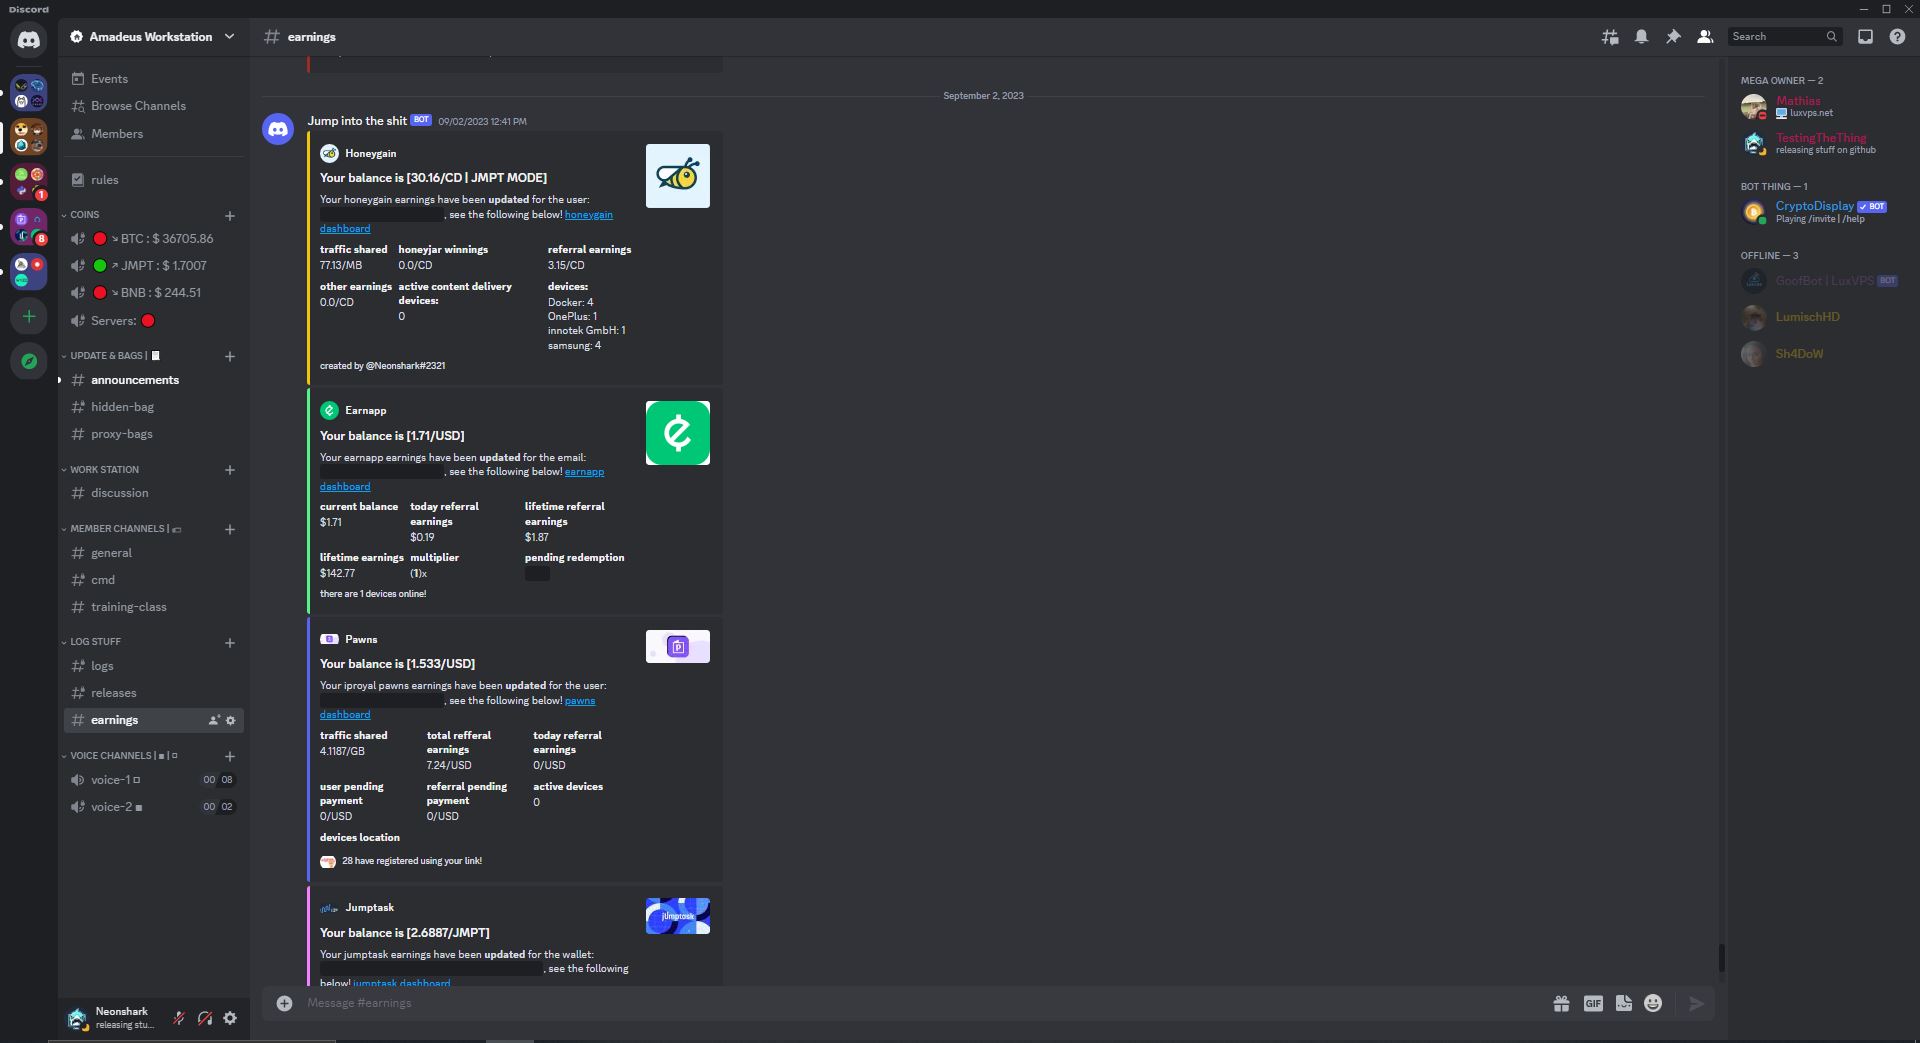 Discord
Amadeus Workstation
Events
Browse Channels
Members
rules
COINS
↘ BTC : $ 36705.86
↗ JMPT : $ 1.7007
↘ BNB : $ 244.51
Servers:
UPDATE & BAGS |
announcements
hidden-bag
proxy-bags
WORK STATION
discussion
MEMBER CHANNELS |
general
cmd
training-class
LOG STUFF
logs
releases
earnings
VOICE CHANNELS |
voice-1
00 08
voice-2
00 02
Neonshark
releasing stu...
1
8
earnings
Search
September 2, 2023
Jump into the shit BOT 09/02/2023 12:41 PM
Honeygain
Your balance is [30.16/CD | JMPT MODE]
Your honeygain earnings have been updated for the user:
, see the following below! honeygain
dashboard
traffic shared honeyjar winnings referral earnings
77.13/MB 0.0/CD 3.15/CD
other earnings active content delivery devices:
devices:
0.0/CD
0
Docker: 4
OnePlus: 1
innotek GmbH: 1
samsung: 4
created by @Neonshark#2321
Earnapp
Your balance is [1.71/USD]
Your earnapp earnings have been updated for the email:
, see the following below! earnapp
dashboard
current balance today referral lifetime referral
earnings earnings
$1.71
$0.19 $1.87
lifetime earnings multiplier pending redemption
$142.77 (1)x
there are 1 devices online!
Pawns
Your balance is [1.533/USD]
Your iproyal pawns earnings have been updated for the user:
, see the following below! pawns
dashboard
traffic shared total refferal today referral
earnings earnings
4.1187/GB
7.24/USD 0/USD
user pending referral pending active devices
payment payment
0
0/USD 0/USD
devices location
28 have registered using your link!
Jumptask
jumptask
Your balance is [2.6887/JMPT]
Your jumptask earnings have been updated for the wallet:
, see the following
below! jumptask dashboard
Message #earnings
GIF
MEGA OWNER — 2
Mathias
luxvps.net
TestingTheThing
releasing stuff on github
BOT THING — 1
CryptoDisplay ✓ BOT
Playing /invite | /help
OFFLINE — 3
GoofBot | LuxVPS BOT
LumischHD
Sh4DoW